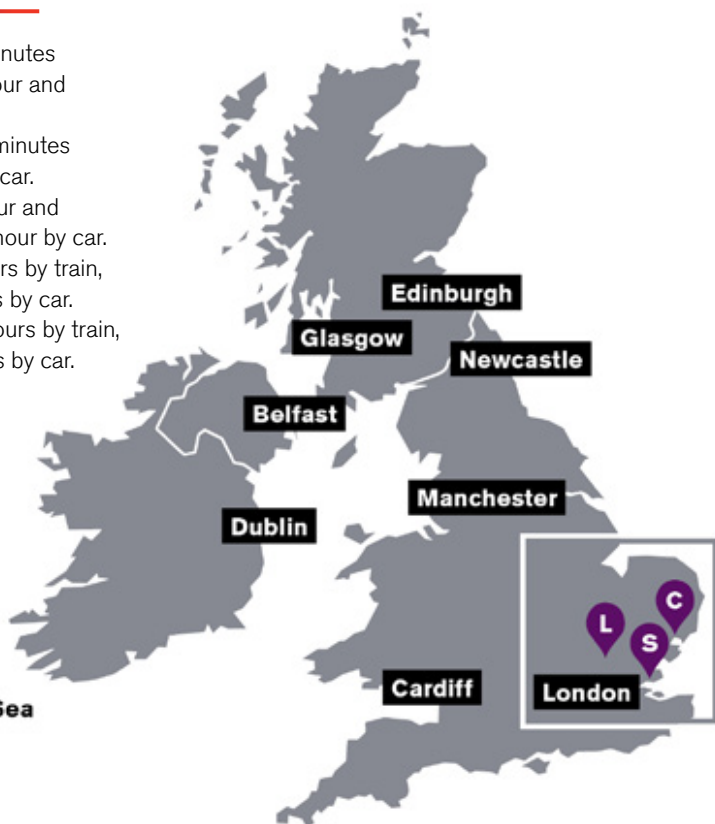 nutes
our and
minutes
car.
ur and
hour by car.
rs by train,
s by car.
ours by train,
s by car.
Edinburgh
Glasgow
Newcastle
Belfast
Manchester
Dublin
C
L
S
Cardiff
London
Sea